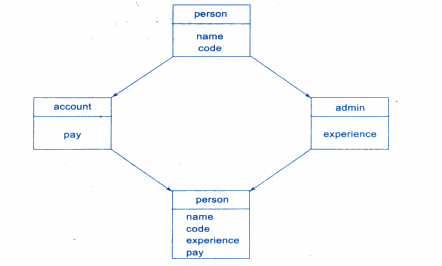 person
name
code
account
pay
admin
experience
person
name
code
experience
pay